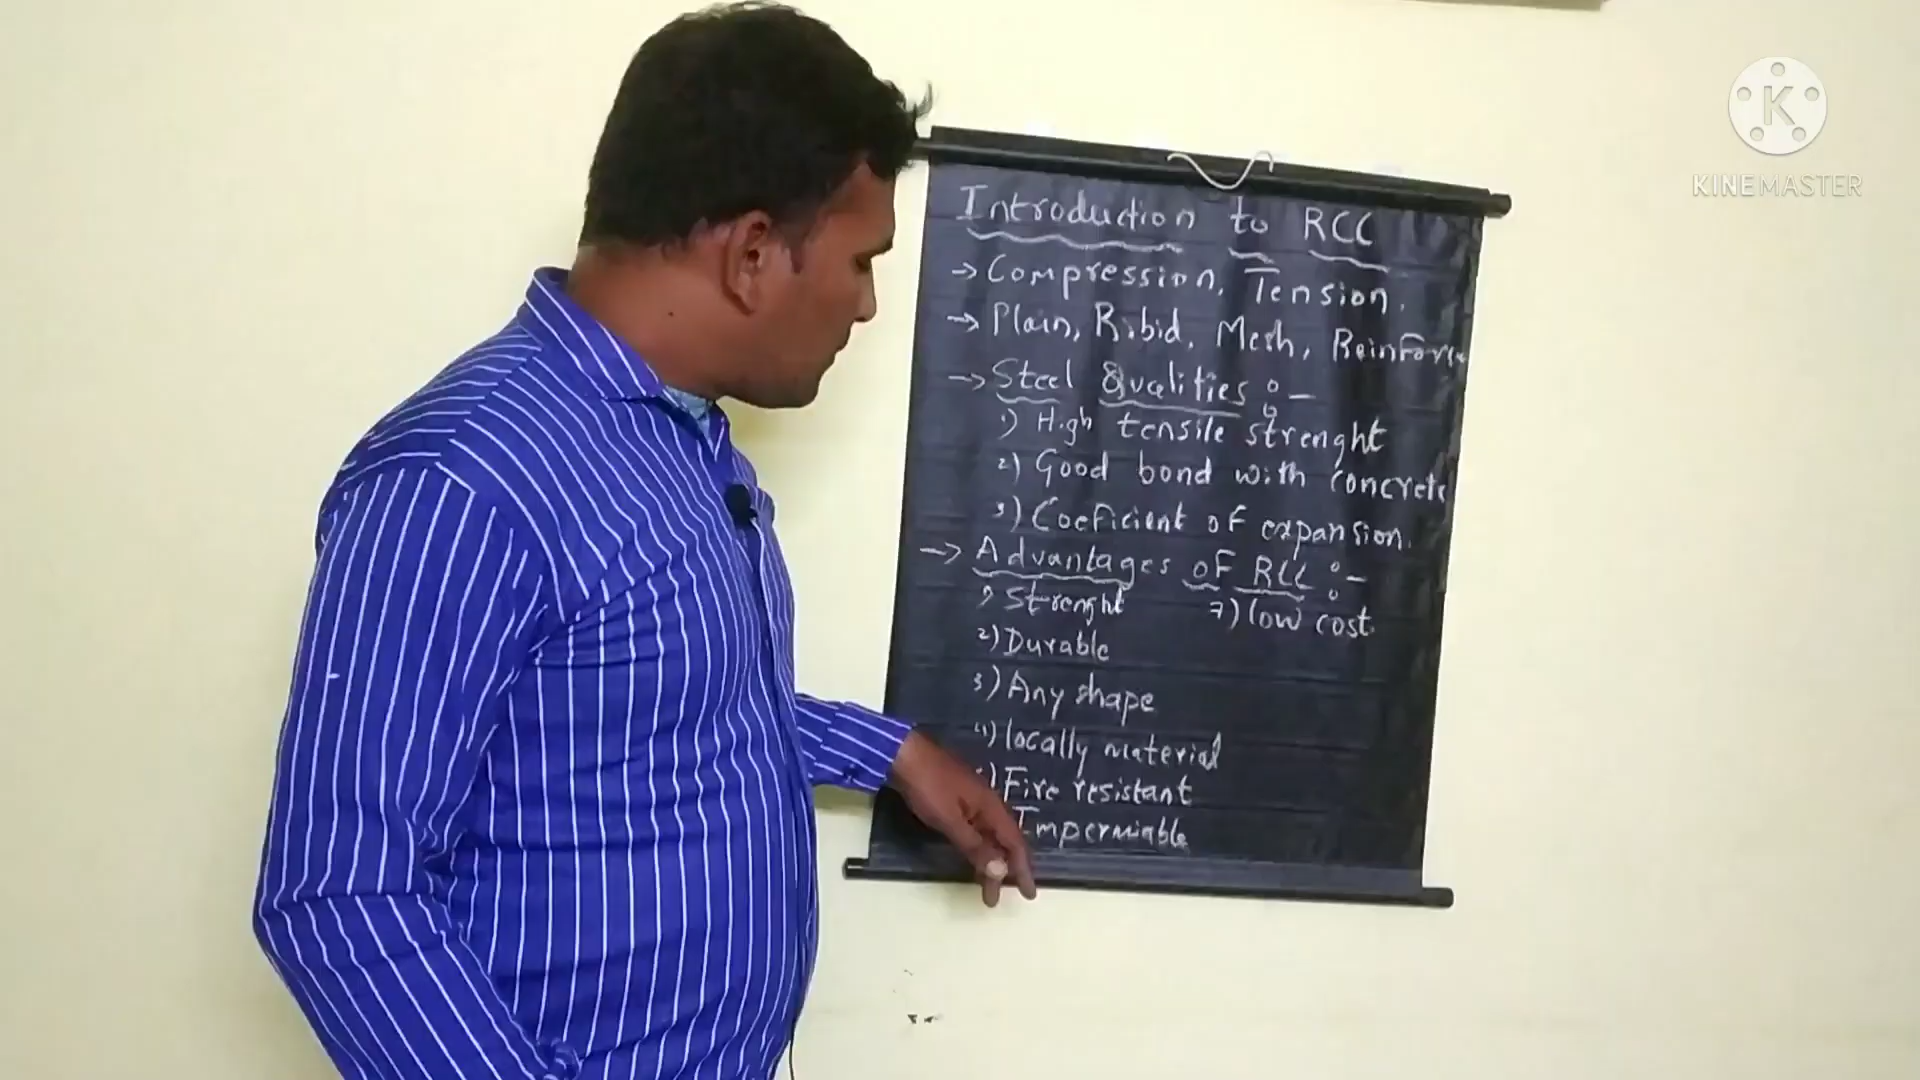 Introduction to RCC
→ Compression, Tension.
→ Plain, Ribid, Mesh, Reinforce
→ Steel Qualities :-
1) High tensile strenght
2) Good bond with concrete
3) Coeficient of expansion.
→ Advantages of RCC :-
1) Strenght
7) low cost
2) Durable
3) Any shape
4) locally material
5) Fire resistant
Impermiable
K
KINEMASTER